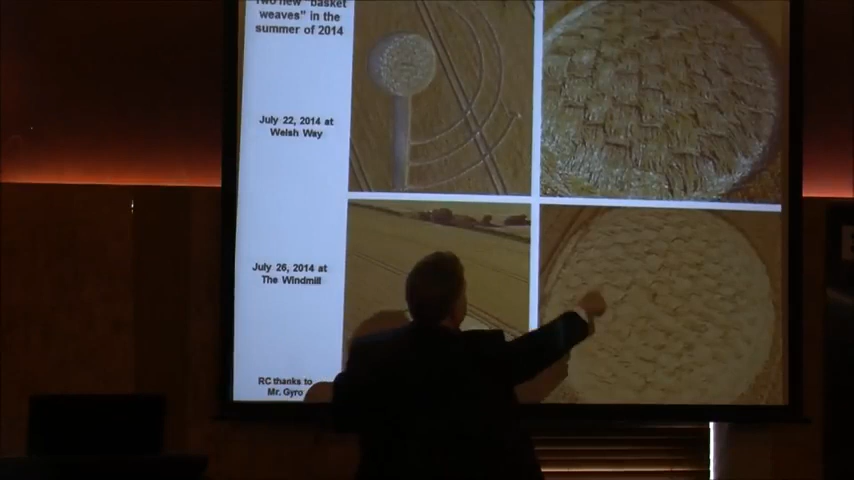 Two new "basket
weaves" in the
summer of 2014
July 22, 2014 at
Welsh Way
July 26, 2014 at
The Windmill
RC thanks to
Mr. Gyro